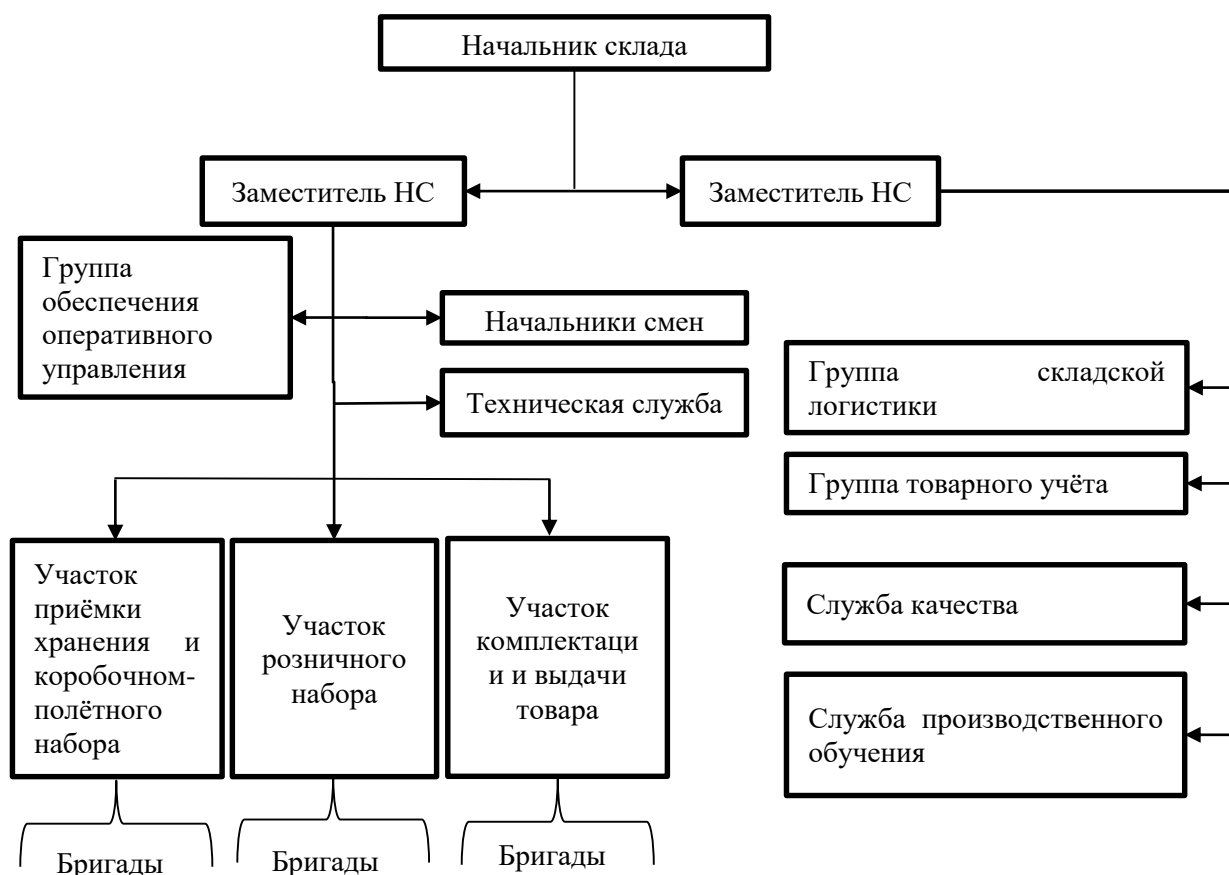 Начальник склада
Заместитель НС
Заместитель НС
Группа
обеспечения
оперативного
управления
Начальники смен
Техническая служба
Группа складской
логистики
Группа товарного учёта
Служба качества
Служба производственного
обучения
Участок
приёмки
хранения и
коробочном-
полётного
набора
Участок
розничного
набора
Участок
комплектаци
и и выдачи
товара
Бригады
Бригады
Бригады